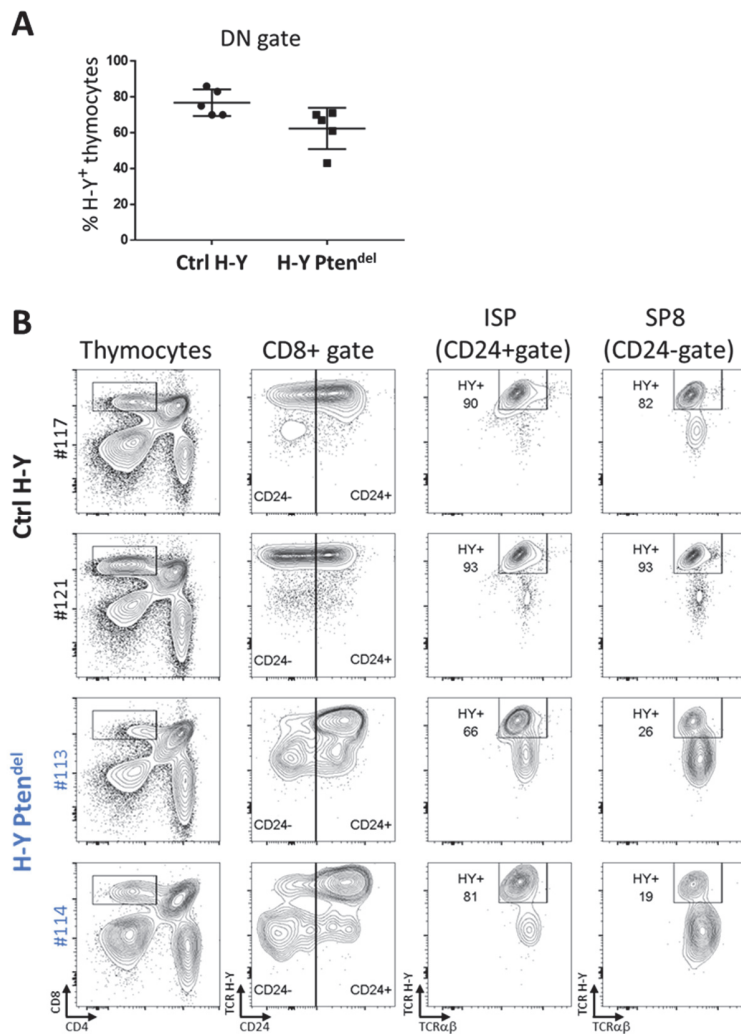 A
DN gate
% H-Y+ thymocytes
100
80
60
40
20
0
Ctrl H-Y
H-Y Ptendel
B
Thymocytes
CD8+ gate
ISP
(CD24+gate)
SP8
(CD24-gate)
Ctrl H-Y
#117
CD24-
CD24+
HY+
90
HY+
82
#121
CD24-
CD24+
HY+
93
HY+
93
H-Y Ptendel
#113
CD24-
CD24+
HY+
66
HY+
26
#114
CD24-
CD24+
HY+
81
HY+
19
CD8
CD4
TCR H-Y
CD24
TCR H-Y
TCRαβ
TCR H-Y
TCRαβ